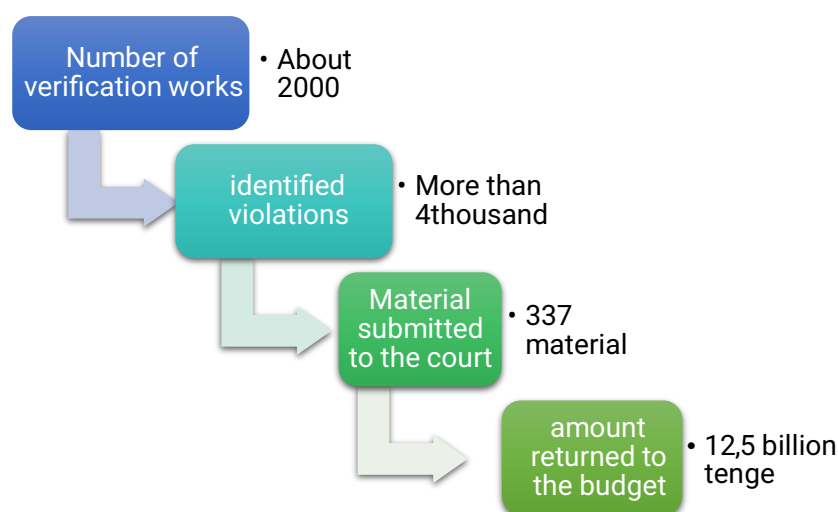 Number of
verification works
• About
2000
identified
violations
• More than
4thousand
Material
submitted
to the court
• 337
material
amount
returned to
the budget
• 12,5 billion
tenge